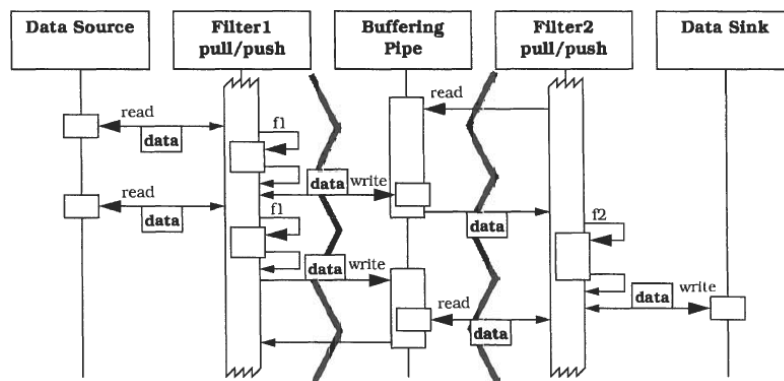 Data Source
Filter1
pull/push
Buffering
Pipe
Filter2
pull/push
Data Sink
read
data
f1
read
data
write
read
data
f1
data
f2
data
write
data
write
read
data